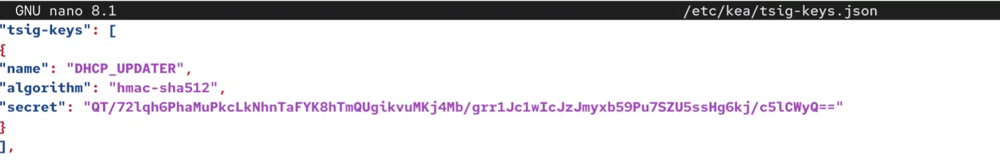 GNU nano 8.1 /etc/kea/tsig-keys.json
"tsig-keys": [
{
"name": "DHCP_UPDATER",
"algorithm": "hmac-sha512",
"secret": "QT/72lqh6PhaMuPkcLkNhnTaFYK8hTmQUgikvuMKj4Mb/grr1Jc1wIcJzJmyxb59Pu7SZU5ssHg6kj/c5lCWyQ=="
}
],